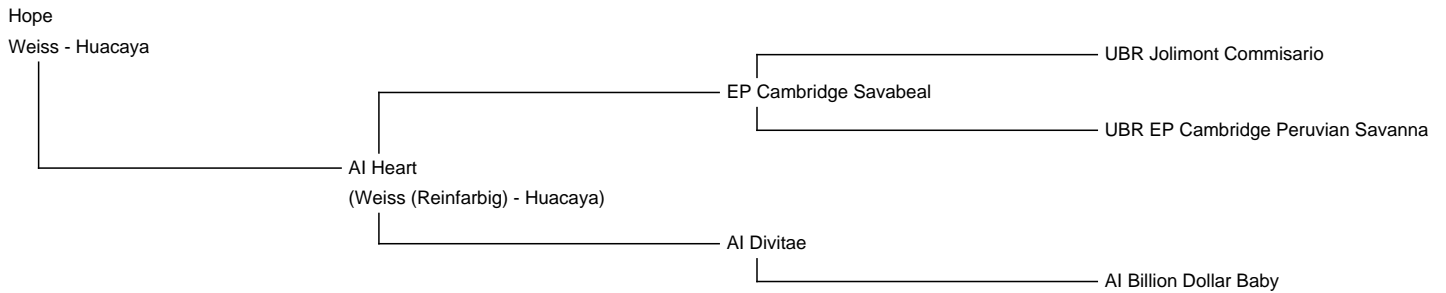 Hope
Weiss - Huacaya
UBR Jolimont Commisario
EP Cambridge Savabeal
UBR EP Cambridge Peruvian Savanna
AI Heart
(Weiss (Reinfarbig) - Huacaya)
AI Divitae
AI Billion Dollar Baby